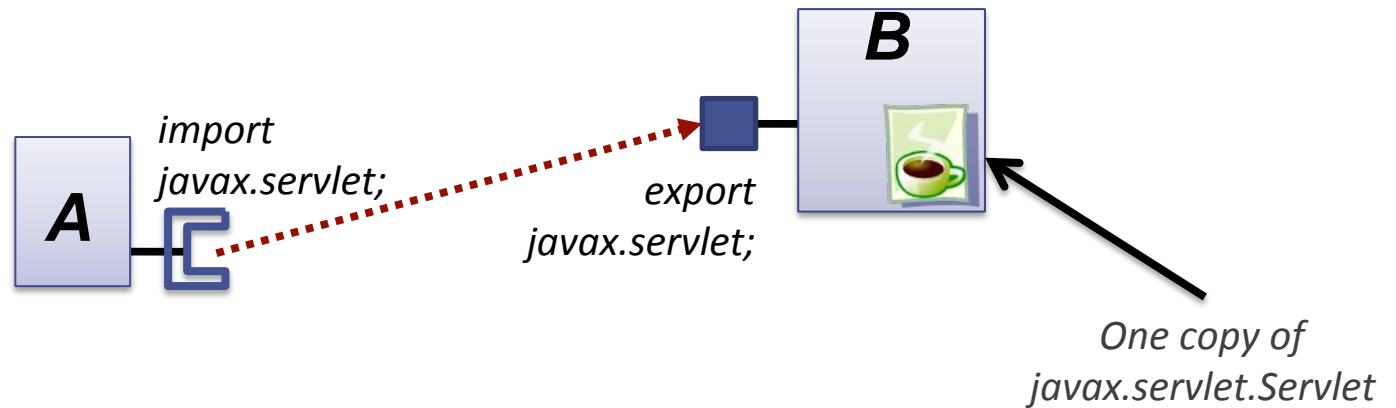 B
import
javax.servlet;
A
export
javax.servlet;
One copy of
javax.servlet.Servlet